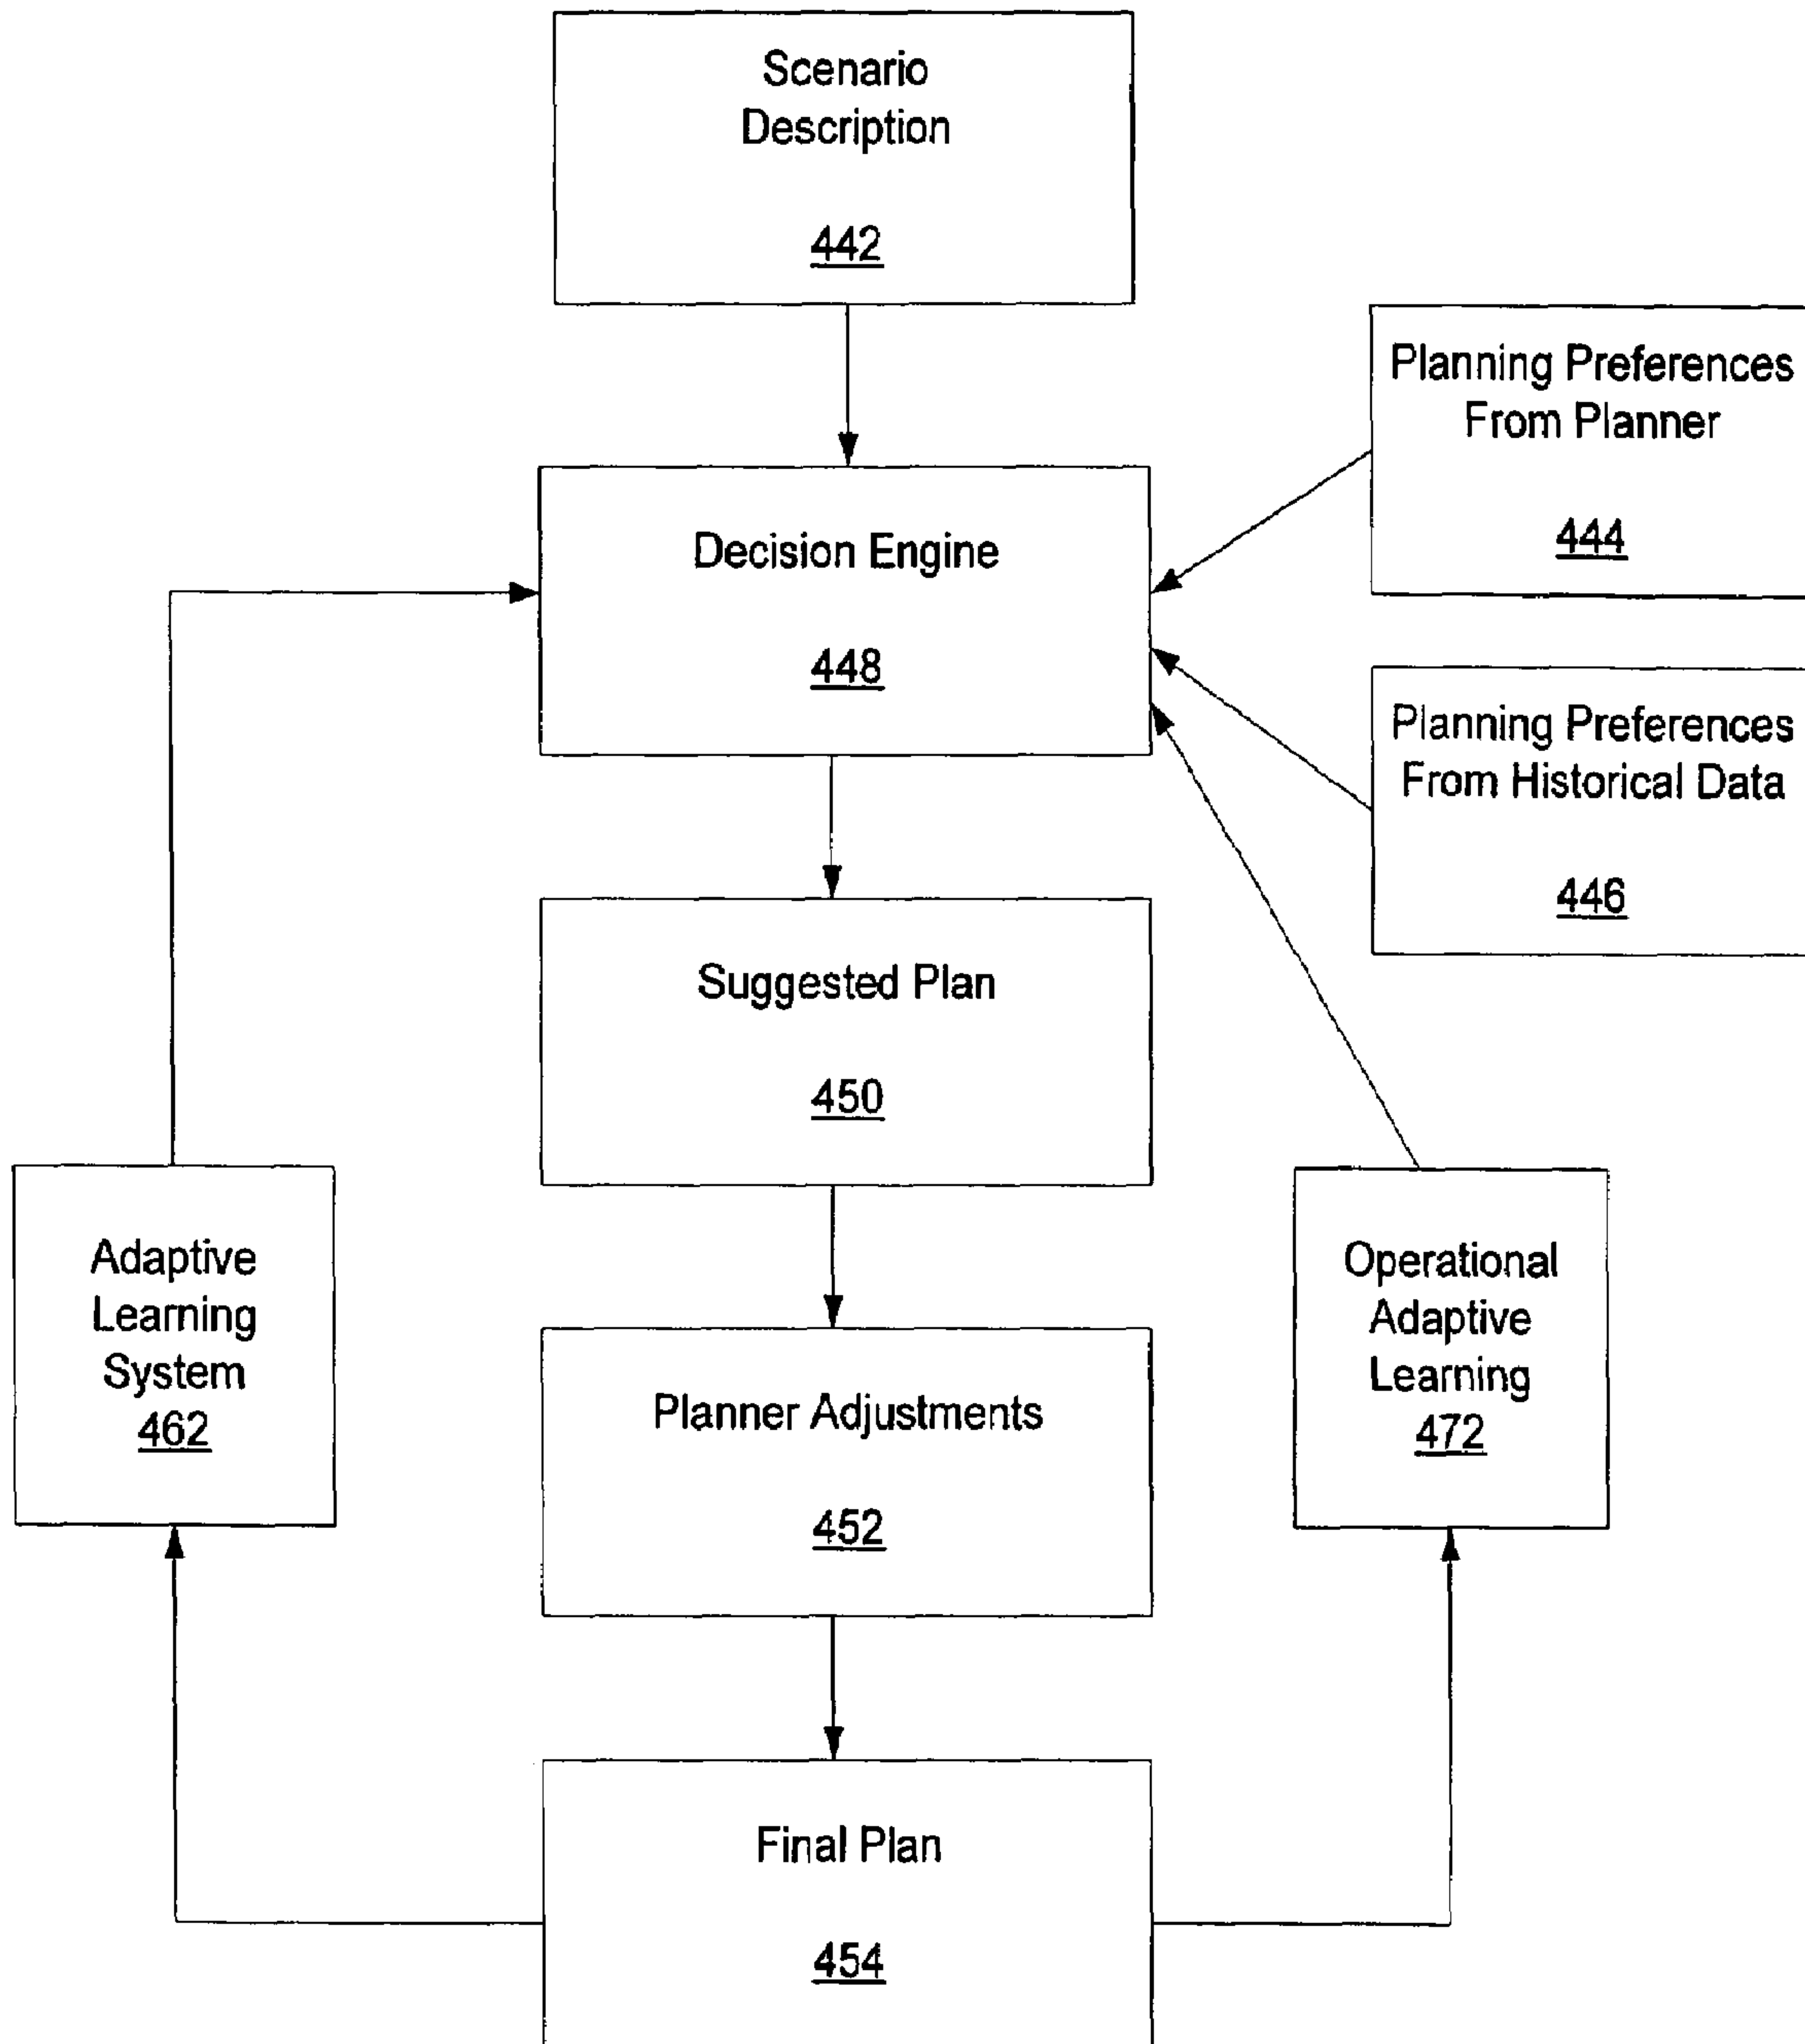 Scenario
Description
442
Planning Preferences
From Planner
444
Decision Engine
448
Planning Preferences
From Historical Data
446
Suggested Plan
450
Adaptive
Learning
System
462
Operational
Adaptive
Learning
472
Planner Adjustments
452
Final Plan
454